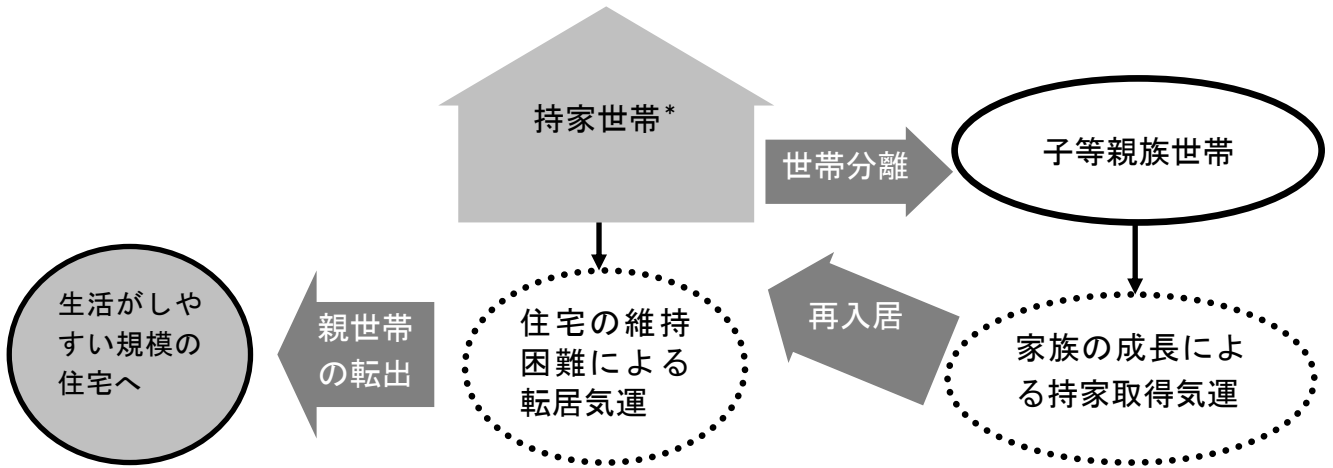 持家世帯*
世帯分離
子等親族世帯
生活がしや
すい規模の
住宅へ
親世帯
の転出
住宅の維持
困難による
転居気運
再入居
家族の成長によ
る持家取得気運